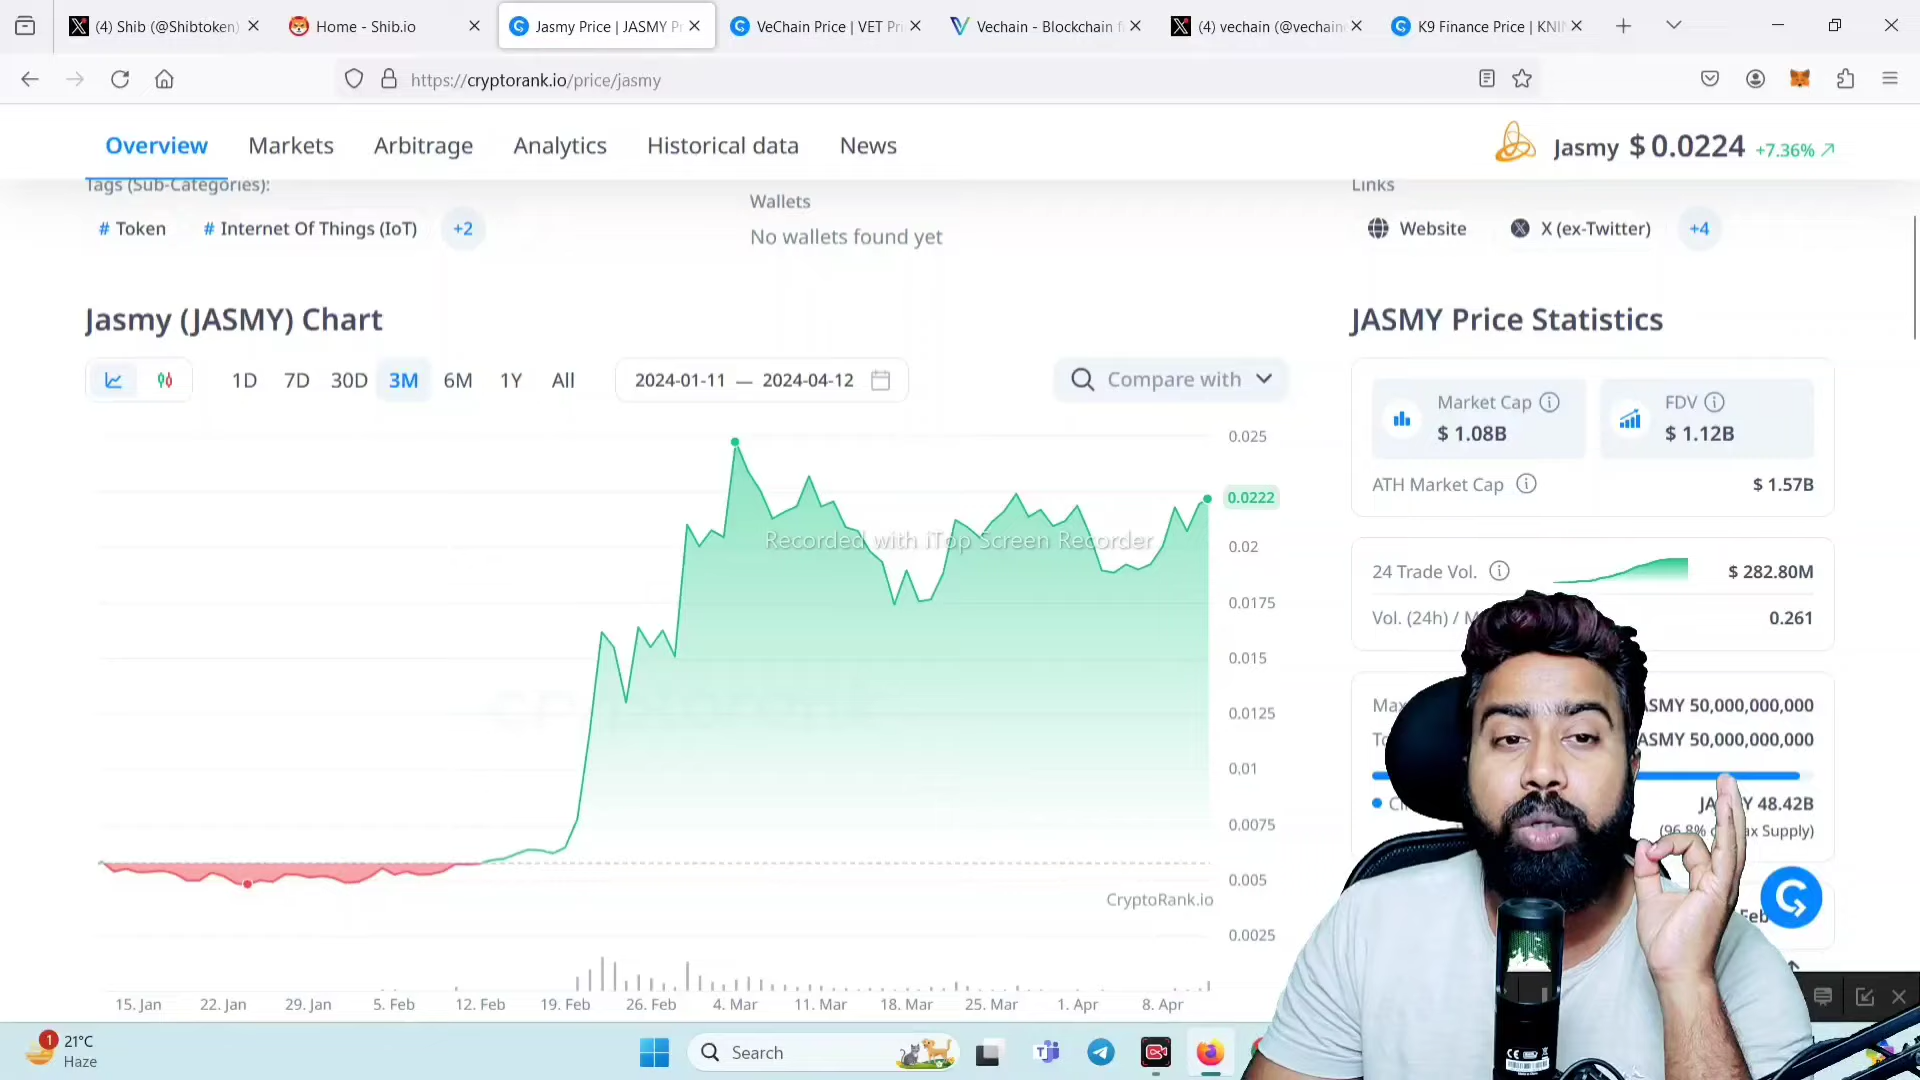 (4) Shib (@Shibtoken)
Home - Shib.io
Jasmy Price | JASMY Pr
VeChain Price | VET Pr
Vechain - Blockchain f
(4) vechain (@vechain
K9 Finance Price | KNI
https://cryptorank.io/price/jasmy
Overview
Markets
Arbitrage
Analytics
Historical data
News
Jasmy $ 0.0224 +7.36%
Tags (Sub-Categories):
# Token
# Internet Of Things (IoT)
+2
Wallets
No wallets found yet
Links
Website
X (ex-Twitter)
+4
Jasmy (JASMY) Chart
1D 7D 30D 3M 6M 1Y All
2024-01-11 — 2024-04-12
Compare with
0.025
0.0222
0.02
0.0175
0.015
0.0125
0.01
0.0075
0.005
0.0025
Recorded with iTop Screen Recorder
cryptorank
CryptoRank.io
15. Jan 22. Jan 29. Jan 5. Feb 12. Feb 19. Feb 26. Feb 4. Mar 11. Mar 18. Mar 25. Mar 1. Apr 8. Apr
JASMY Price Statistics
Market Cap
$ 1.08B
FDV
$ 1.12B
ATH Market Cap $ 1.57B
24 Trade Vol. $ 282.80M
Vol. (24h) / M 0.261
ASMY 50,000,000,000
ASMY 50,000,000,000
48.42B
Supply)
Feb
1
21°C
Haze
Search